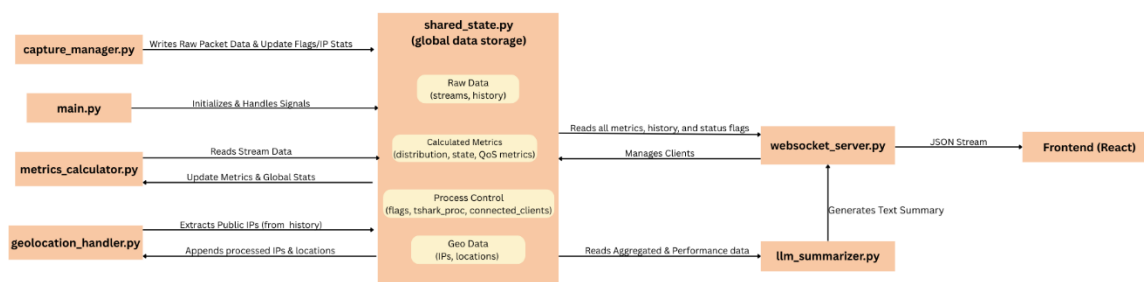 shared_state.py
(global data storage)
capture_manager.py
Writes Raw Packet Data & Update Flags/IP Stats
Raw Data
(streams, history)
main.py
Initializes & Handles Signals
Reads all metrics, history, and status flags
Calculated Metrics
(distribution, state, QoS metrics)
websocket_server.py
JSON Stream
Frontend (React)
Reads Stream Data
Manages Clients
metrics_calculator.py
Update Metrics & Global Stats
Process Control
(flags, tshark_proc, connected_clients)
Generates Text Summary
Extracts Public IPs (from history)
geolocation_handler.py
Geo Data
(IPs, locations)
Appends processed IPs & locations
Reads Aggregated & Performance data
llm_summarizer.py